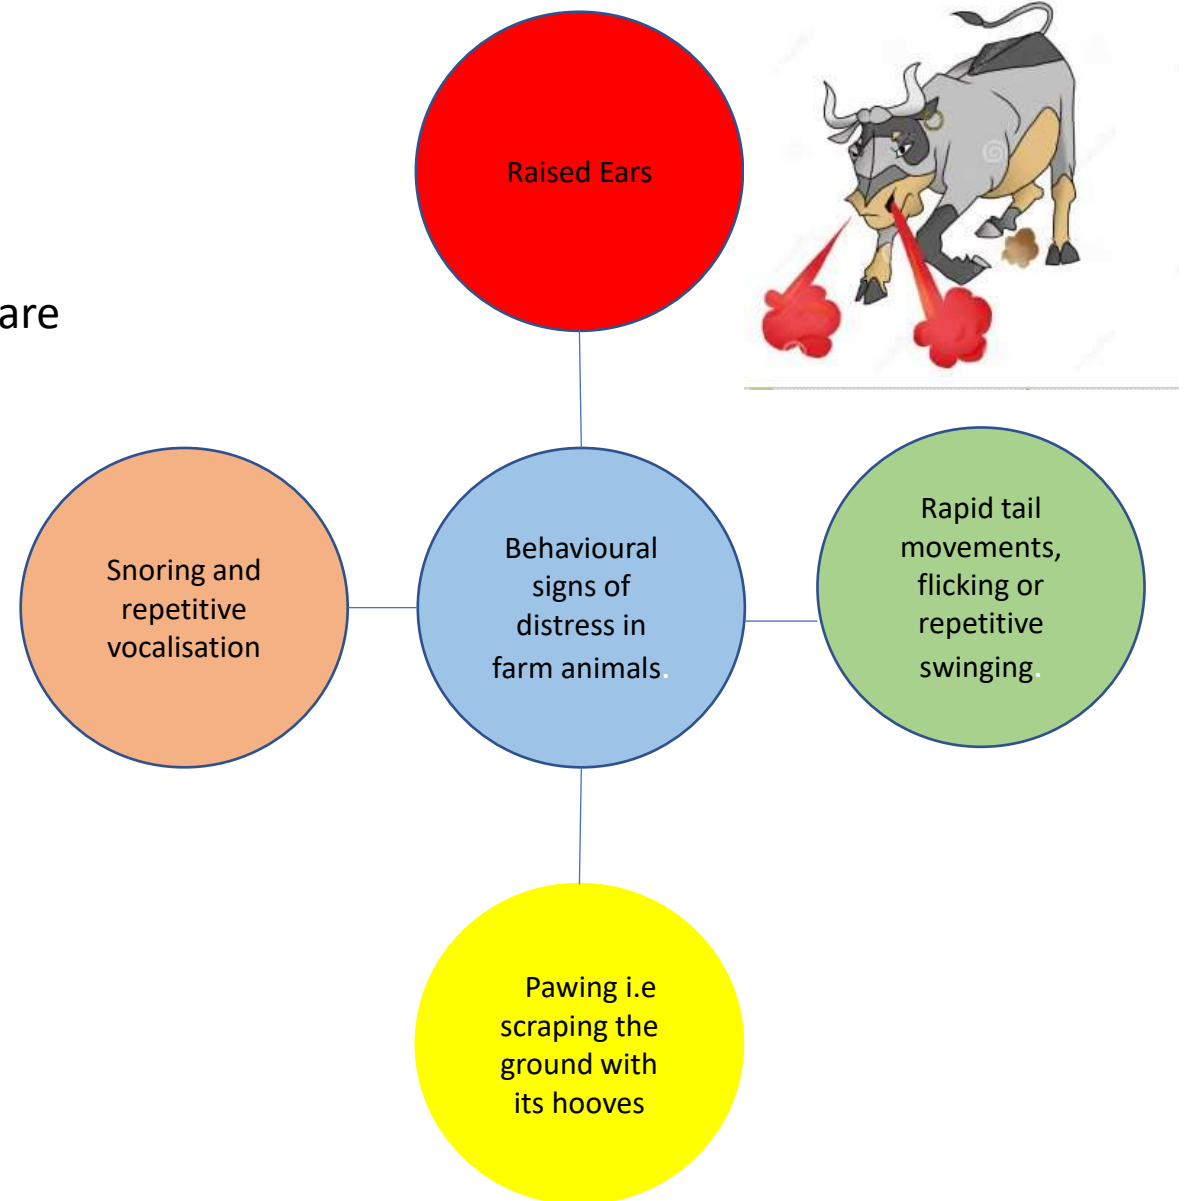 Raised Ears
are
Snoring and
repetitive
vocalisation
Behavioural
signs of
distress in
farm animals.
Rapid tail
movements,
flicking or
repetitive
swinging.
Pawing i.e
scraping the
ground with
its hooves